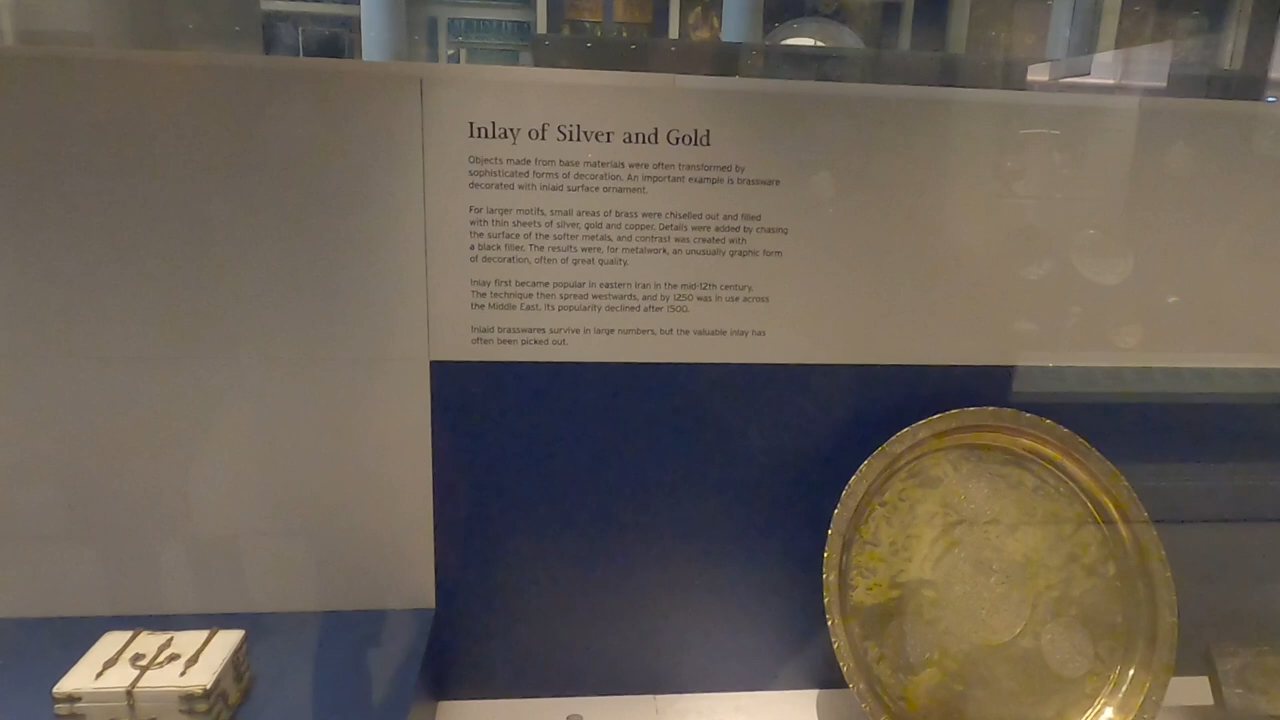 Inlay of Silver and Gold
Objects made from base materials were often transformed by
sophisticated forms of decoration. An important example is brassware
decorated with inlaid surface ornament.
For larger motifs, small areas of brass were chiselled out and filled
with thin sheets of silver, gold and copper. Details were added by chasing
the surface of the softer metals, and contrast was created with
a black filler. The results were, for metalwork, an unusually graphic form
of decoration, often of great quality.
Inlay first became popular in eastern Iran in the mid-12th century.
The technique then spread westwards, and by 1250 was in use across
the Middle East. Its popularity declined after 1500.
Inlaid brasswares survive in large numbers, but the valuable inlay has
often been picked out.